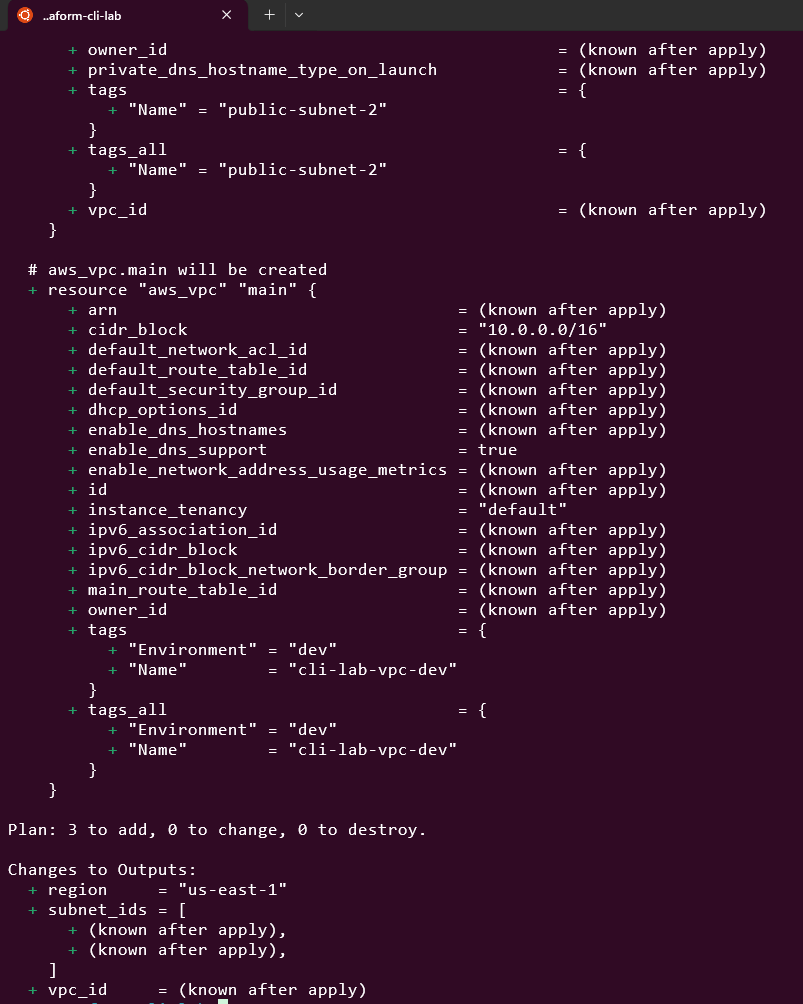 ..aform-cli-lab
+ owner_id = (known after apply)
+ private_dns_hostname_type_on_launch = (known after apply)
+ tags = {
+ "Name" = "public-subnet-2"
}
+ tags_all = {
+ "Name" = "public-subnet-2"
}
+ vpc_id = (known after apply)
}
# aws_vpc.main will be created
+ resource "aws_vpc" "main" {
+ arn = (known after apply)
+ cidr_block = "10.0.0.0/16"
+ default_network_acl_id = (known after apply)
+ default_route_table_id = (known after apply)
+ default_security_group_id = (known after apply)
+ dhcp_options_id = (known after apply)
+ enable_dns_hostnames = (known after apply)
+ enable_dns_support = true
+ enable_network_address_usage_metrics = (known after apply)
+ id = (known after apply)
+ instance_tenancy = "default"
+ ipv6_association_id = (known after apply)
+ ipv6_cidr_block = (known after apply)
+ ipv6_cidr_block_network_border_group = (known after apply)
+ main_route_table_id = (known after apply)
+ owner_id = (known after apply)
+ tags = {
+ "Environment" = "dev"
+ "Name" = "cli-lab-vpc-dev"
}
+ tags_all = {
+ "Environment" = "dev"
+ "Name" = "cli-lab-vpc-dev"
}
}
Plan: 3 to add, 0 to change, 0 to destroy.
Changes to Outputs:
+ region = "us-east-1"
+ subnet_ids = [
+ (known after apply),
+ (known after apply),
]
+ vpc_id = (known after apply)